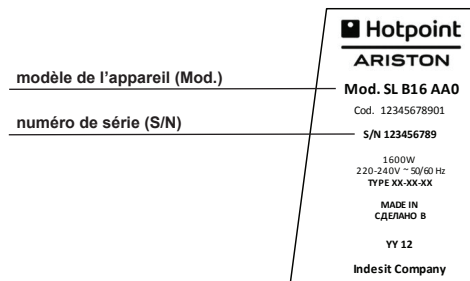 Hotpoint
ARISTON
modèle de l'appareil (Mod.)
Mod. SL B16 AA0
Cod. 12345678901
numéro de série (S/N)
S/N 123456789
1600W
220-240V ~ 50/60 Hz
TYPE XX-XX-XX
MADE IN
СДЕЛАНО В
YY 12
Indesit Company